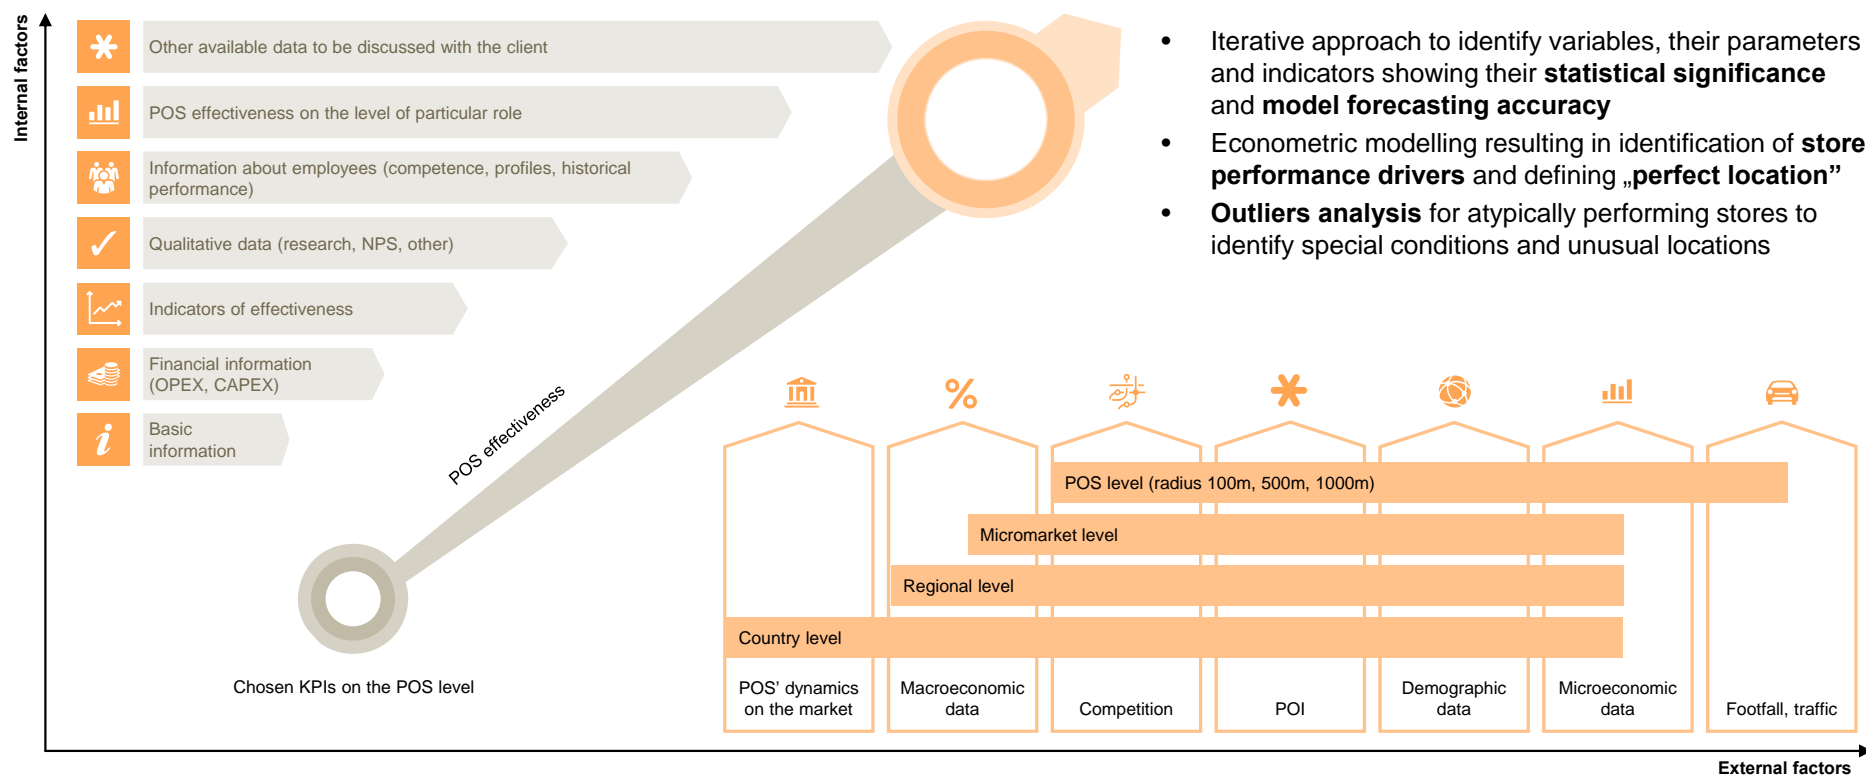 Internal factors
Other available data to be discussed with the client
POS effectiveness on the level of particular role
Information about employees (competence, profiles, historical
performance)
Qualitative data (research, NPS, other)
Indicators of effectiveness
Financial information
(OPEX, CAPEX)
Basic
information
POS effectiveness
Chosen KPIs on the POS level
• Iterative approach to identify variables, their parameters
and indicators showing their statistical significance
and model forecasting accuracy
• Econometric modelling resulting in identification of store
performance drivers and defining „perfect location”
• Outliers analysis for atypically performing stores to
identify special conditions and unusual locations
%
POS level (radius 100m, 500m, 1000m)
Micromarket level
Regional level
Country level
POS’ dynamics
on the market
Macroeconomic
data
Competition
POI
Demographic
data
Microeconomic
data
Footfall, traffic
External factors